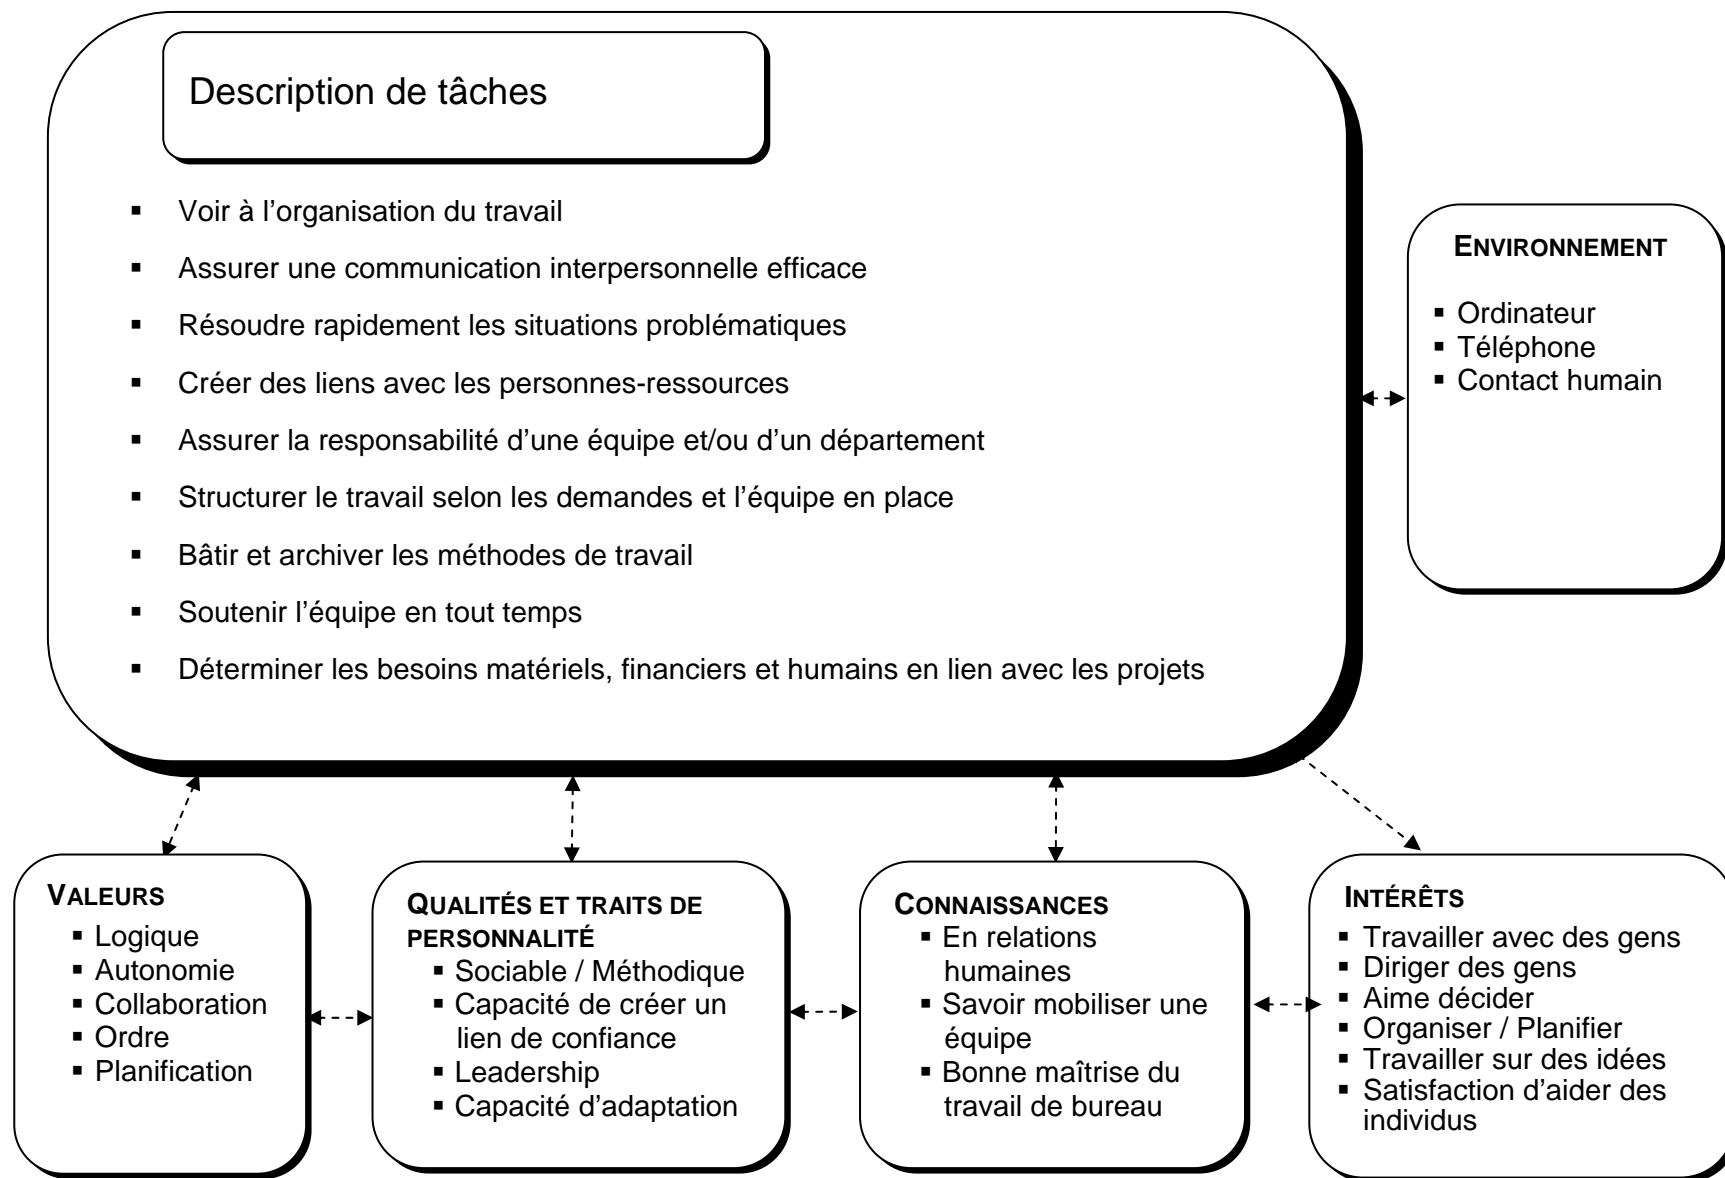 Description de tâches
▪ Voir à l’organisation du travail
▪ Assurer une communication interpersonnelle efficace
▪ Résoudre rapidement les situations problématiques
▪ Créer des liens avec les personnes-ressources
▪ Assurer la responsabilité d’une équipe et/ou d’un département
▪ Structurer le travail selon les demandes et l’équipe en place
▪ Bâtir et archiver les méthodes de travail
▪ Soutenir l’équipe en tout temps
▪ Déterminer les besoins matériels, financiers et humains en lien avec les projets
ENVIRONNEMENT
▪ Ordinateur
▪ Téléphone
▪ Contact humain
VALEURS
▪ Logique
▪ Autonomie
▪ Collaboration
▪ Ordre
▪ Planification
QUALITÉS ET TRAITS DE
PERSONNALITÉ
▪ Sociable / Méthodique
▪ Capacité de créer un
lien de confiance
▪ Leadership
▪ Capacité d’adaptation
CONNAISSANCES
▪ En relations
humaines
▪ Savoir mobiliser une
équipe
▪ Bonne maîtrise du
travail de bureau
INTÉRÊTS
▪ Travailler avec des gens
▪ Diriger des gens
▪ Aime décider
▪ Organiser / Planifier
▪ Travailler sur des idées
▪ Satisfaction d’aider des
individus